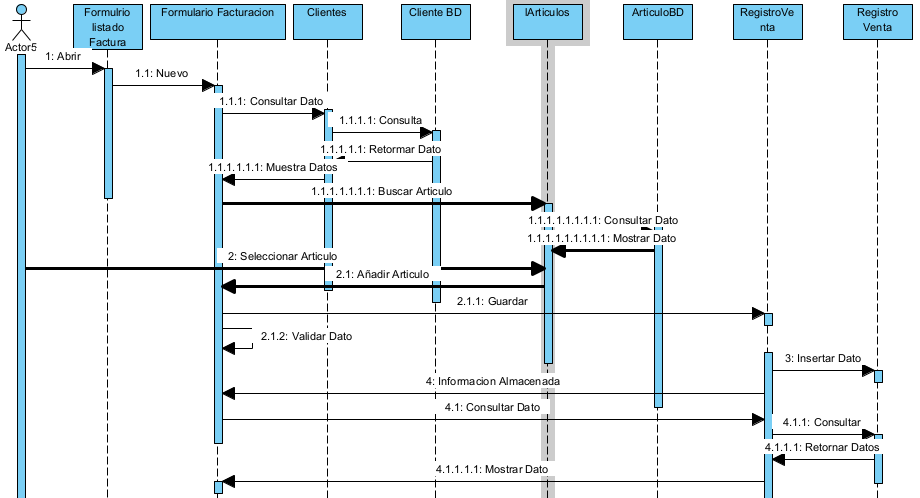 Formulrio
listado
Factura
Formulario Facturacion
Clientes
Cliente BD
IArticulos
ArticuloBD
RegistroVe
nta
Registro
Venta
Actor5
1: Abrir
1.1: Nuevo
1.1.1: Consultar Dato
1.1.1.1: Consulta
1.1.1.1.1: Retormar Dato
1.1.1.1.1.1: Muestra Datos
1.1.1.1.1.1.1: Buscar Articulo
1.1.1.1.1.1.1.1: Consultar Dato
1.1.1.1.1.1.1.1.1: Mostrar Dato
2: Seleccionar Articulo
2.1: Añadir Articulo
2.1.1: Guardar
2.1.2: Validar Dato
3: Insertar Dato
4: Informacion Almacenada
4.1: Consultar Dato
4.1.1: Consultar
4.1.1.1: Retornar Datos
4.1.1.1.1: Mostrar Dato